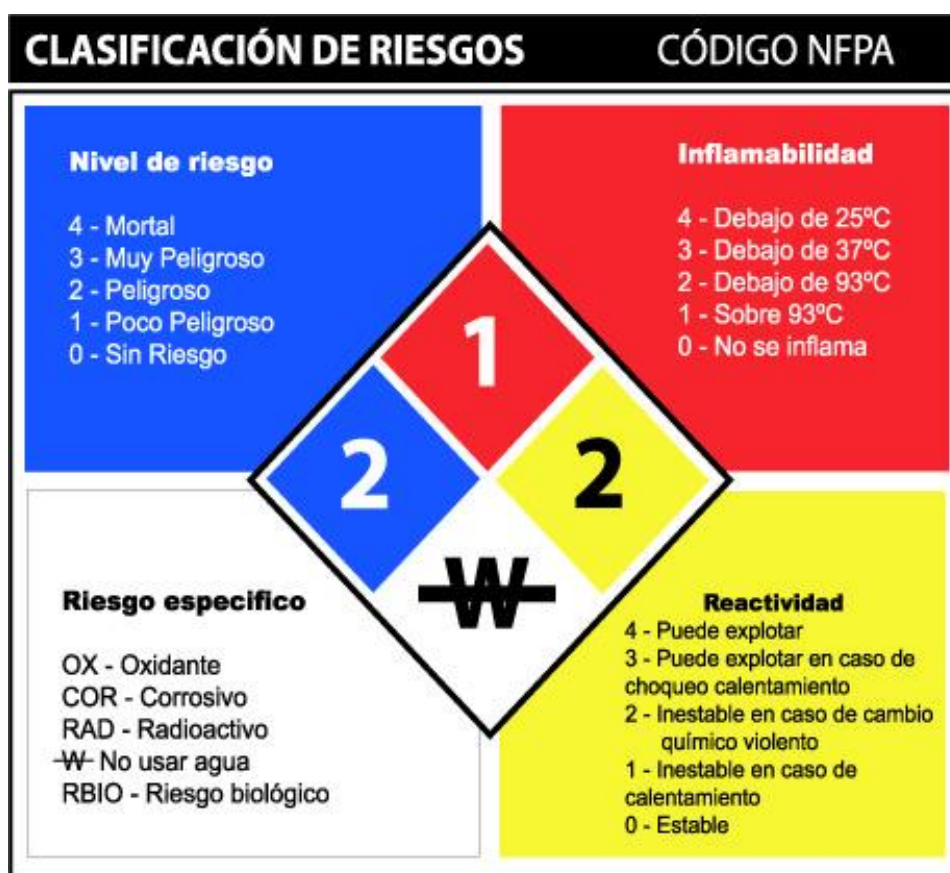 CLASIFICACIÓN DE RIESGOS CÓDIGO NFPA
Nivel de riesgo
4 - Mortal
3 - Muy Peligroso
2 - Peligroso
1 - Poco Peligroso
0 - Sin Riesgo
Inflamabilidad
4 - Debajo de 25ºC
3 - Debajo de 37ºC
2 - Debajo de 93ºC
1 - Sobre 93ºC
0 - No se inflama
1
2
2
W
Riesgo especifico
OX - Oxidante
COR - Corrosivo
RAD - Radioactivo
W No usar agua
RBIO - Riesgo biológico
Reactividad
4 - Puede explotar
3 - Puede explotar en caso de
choqueo calentamiento
2 - Inestable en caso de cambio
químico violento
1 - Inestable en caso de
calentamiento
0 - Estable